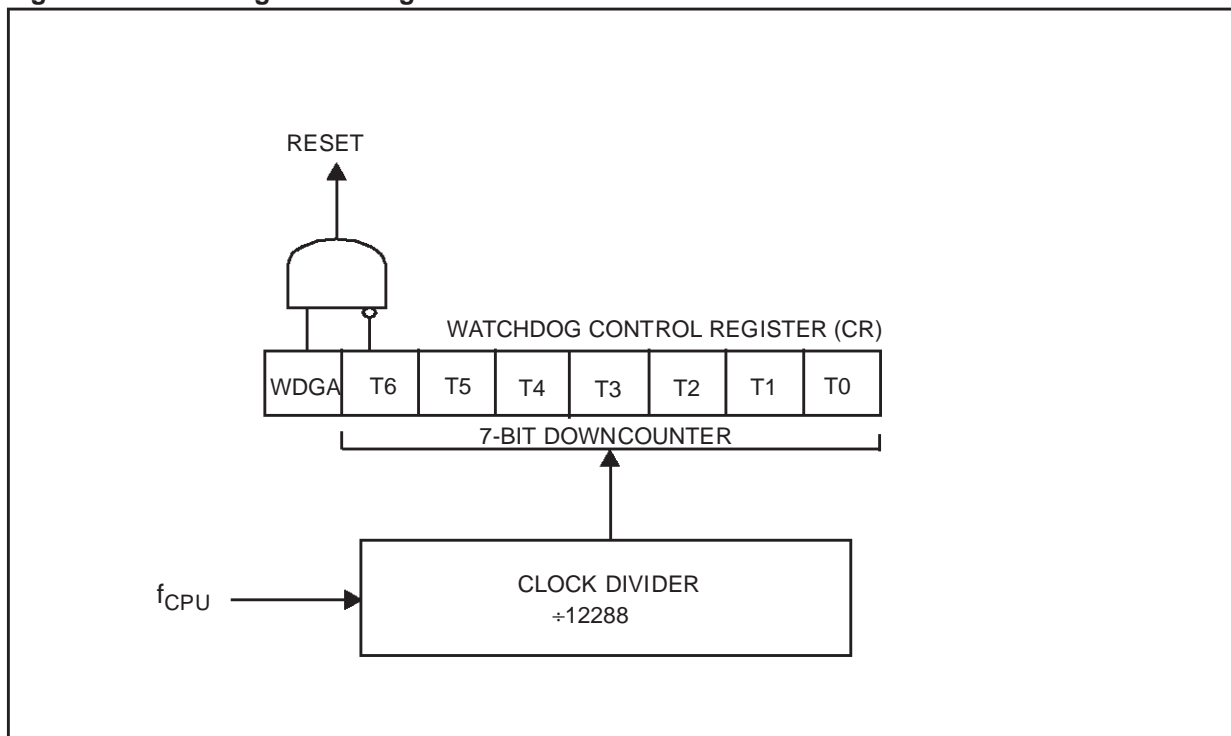 RESET
WATCHDOG CONTROL REGISTER (CR)
WDGA T6 T5 T4 T3 T2 T1 T0
7-BIT DOWNCOUNTER
fCPU
CLOCK DIVIDER
÷12288